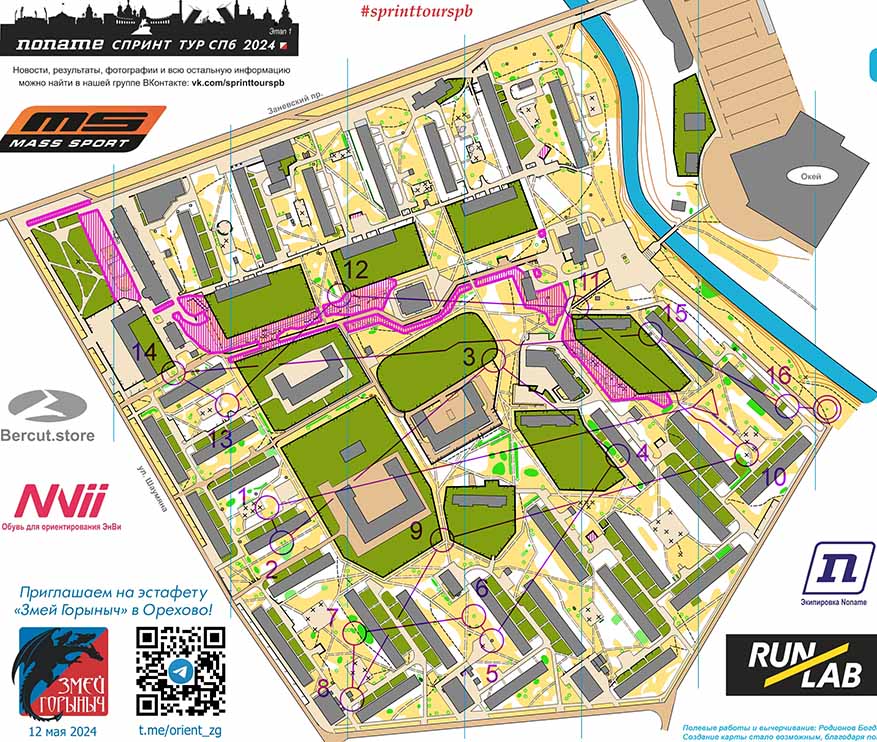 Этап 1
noname СПРИНТ ТУР СПБ 2024
#sprinttourspb
Новости, результаты, фотографии и всю остальную информацию
можно найти в нашей группе ВКонтакте: vk.com/sprinttourspb
MS
MASS SPORT
Заневский пр.
Окей
12
11
15
14
3
16
13
4
10
1
9
2
6
7
5
8
Bercut.store
ул. Шаумяна
NVii
Обувь для ориентирования ЭнВи
Приглашаем на эстафету
«Змей Горыныч» в Орехово!
ЗМЕЙ
ГОРЫНЫЧ
12 мая 2024
t.me/orient_zg
n
Экипировка Noname
RUN
LAB
Полевые работы и вычерчивание: Родионов Богда
Создание карты стало возможным, благодаря по